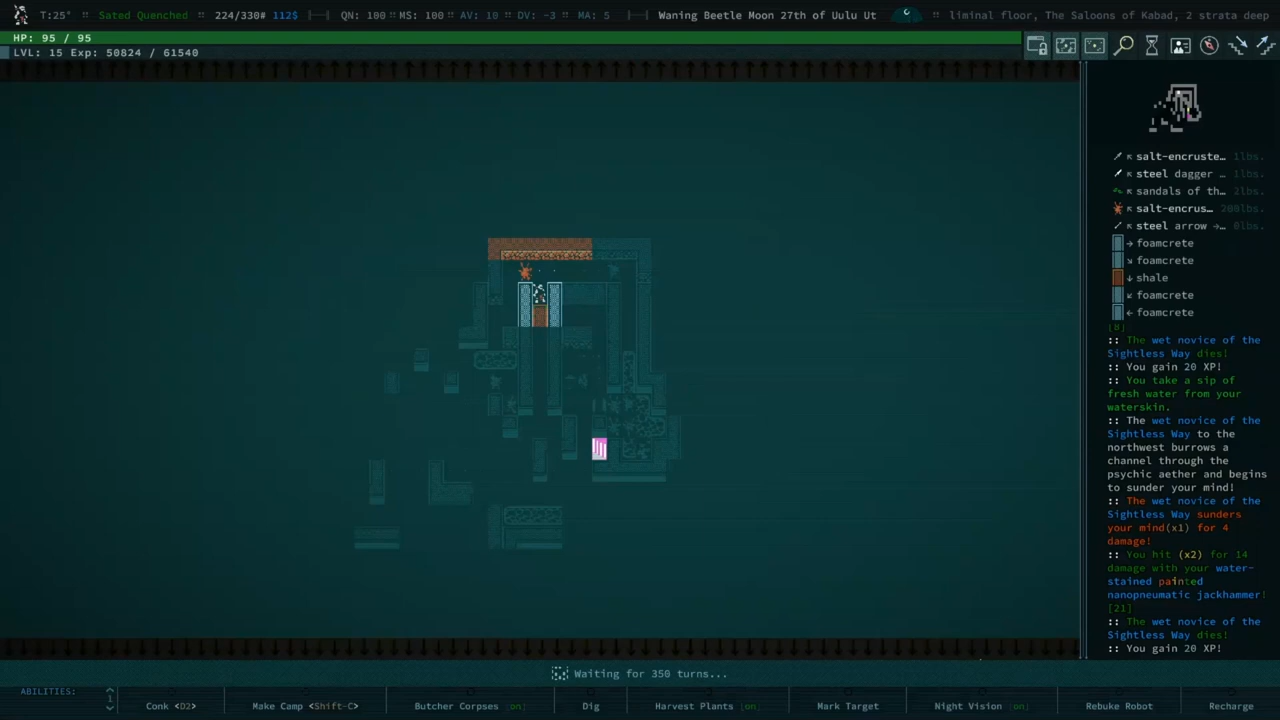 T:25° :: Sated Quenched :: 224/330# 112$ QN: 100 :: MS: 100 :: AV: 10 :: DV: -3 :: MA: 5 Waning Beetle Moon 27th of Uulu Ut :: liminal floor, The Saloons of Kabad, 2 strata deep
HP: 95 / 95
LVL: 15 Exp: 50824 / 61540
salt-encruste… 1lbs.
steel dagger … 1lbs.
sandals of th… 2lbs.
salt-encrus… 208lbs.
steel arrow → 0lbs.
foamcrete
foamcrete
shale
foamcrete
foamcrete
[8]
:: The wet novice of the
Sightless Way dies!
:: You gain 20 XP!
:: You take a sip of
fresh water from your
waterskin.
:: The wet novice of the
Sightless Way to the
northwest burrows a
channel through the
psychic aether and begins
to sunder your mind!
:: The wet novice of the
Sightless Way sunders
your mind(x1) for 4
damage!
:: You hit (x2) for 14
damage with your water-
stained painted
nanopneumatic jackhammer!
[21]
:: The wet novice of the
Sightless Way dies!
:: You gain 20 XP!
Waiting for 350 turns...
ABILITIES: 1 Conk <D2> Make Camp <Shift-C> Butcher Corpses [on] Dig Harvest Plants [on] Mark Target Night Vision [on] Rebuke Robot Recharge